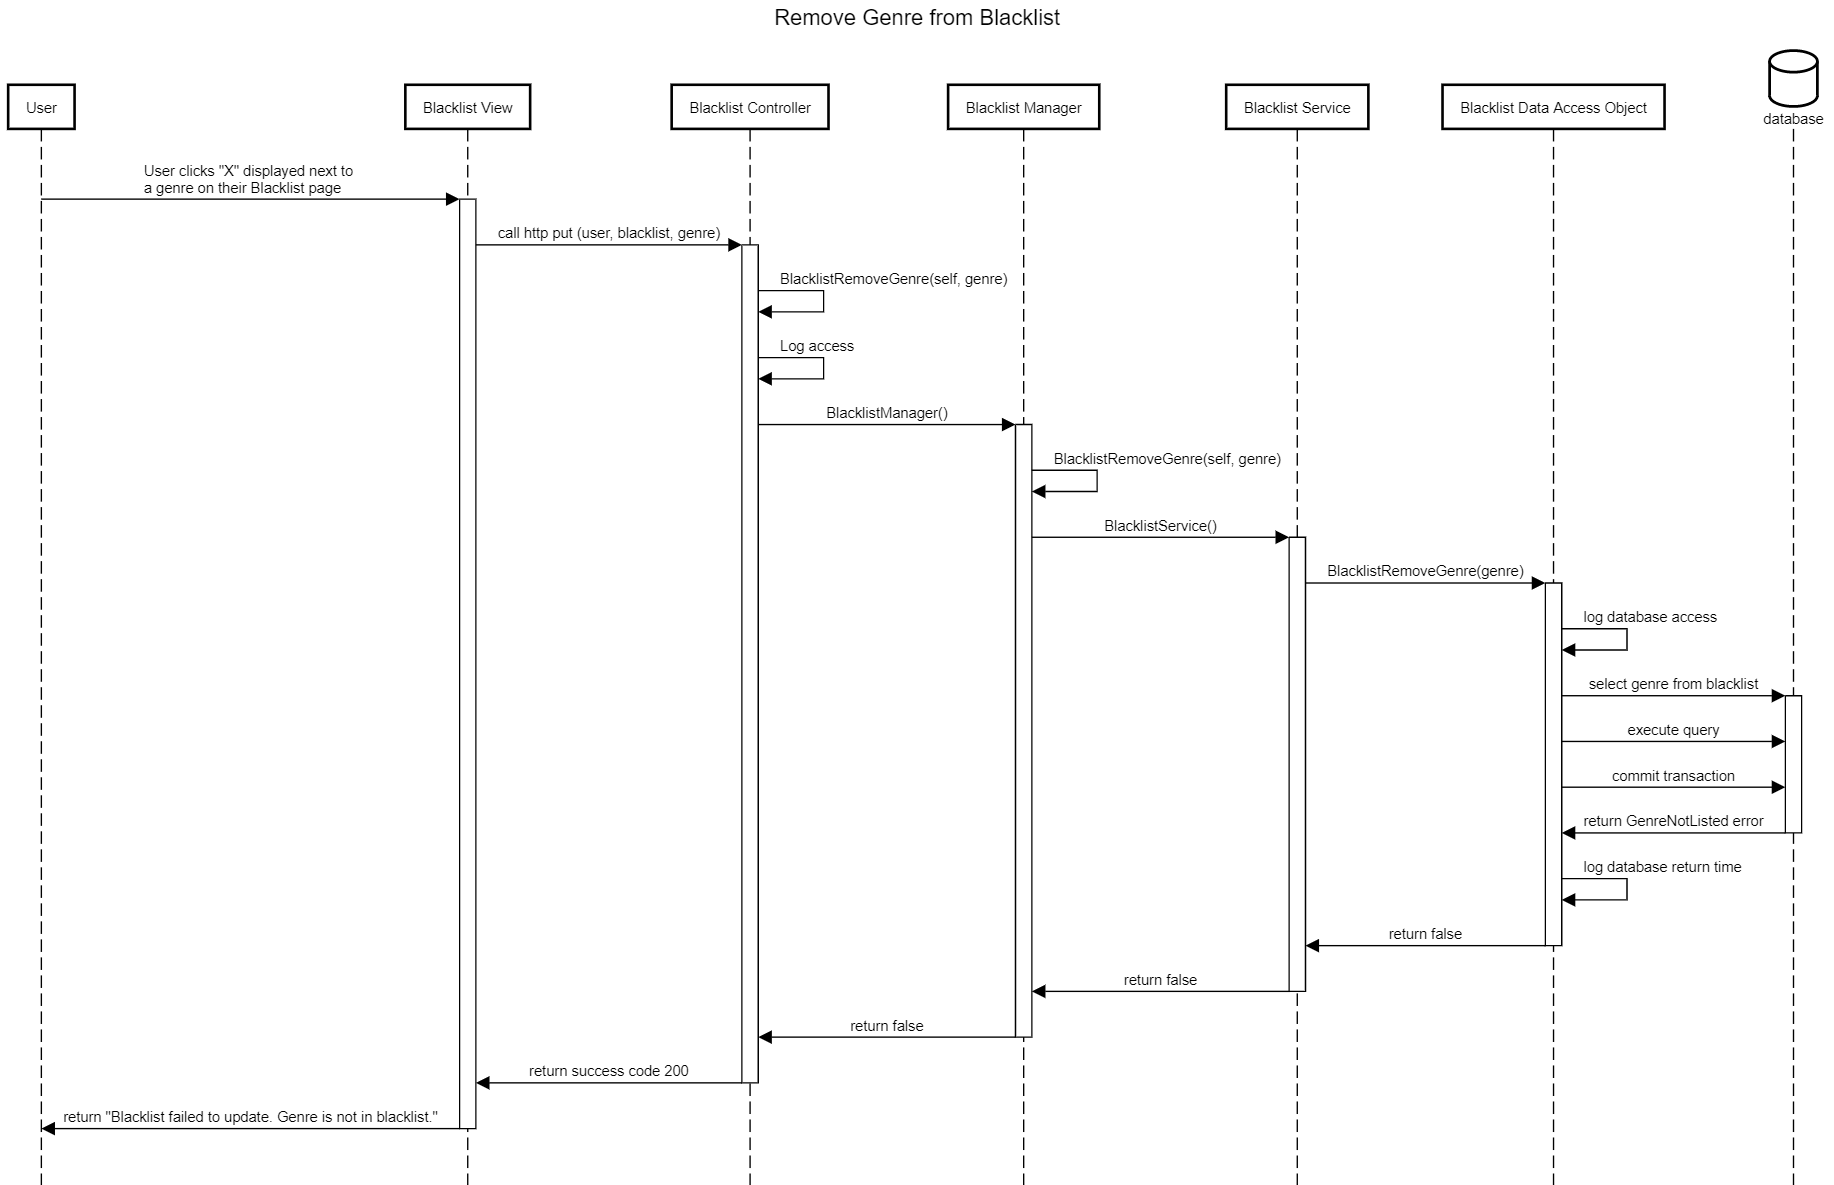 Remove Genre from Blacklist
User
Blacklist View
Blacklist Controller
Blacklist Manager
Blacklist Service
Blacklist Data Access Object
database
User clicks "X" displayed next to
a genre on their Blacklist page
call http put (user, blacklist, genre)
BlacklistRemoveGenre(self, genre)
Log access
BlacklistManager()
BlacklistRemoveGenre(self, genre)
BlacklistService()
BlacklistRemoveGenre(genre)
log database access
select genre from blacklist
execute query
commit transaction
return GenreNotListed error
log database return time
return false
return false
return false
return success code 200
return "Blacklist failed to update. Genre is not in blacklist."